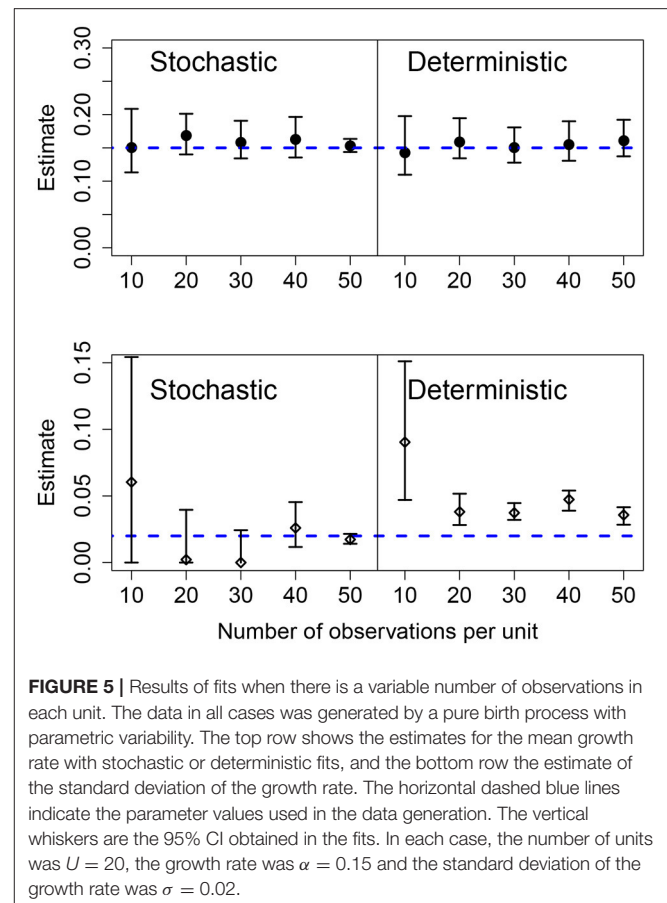 Stochastic Deterministic
Estimate
0.30
0.20
0.10
0.00
10 20 30 40 50 10 20 30 40 50
Stochastic Deterministic
Estimate
0.15
0.10
0.05
0.00
10 20 30 40 50 10 20 30 40 50
Number of observations per unit
FIGURE 5 | Results of fits when there is a variable number of observations in
each unit. The data in all cases was generated by a pure birth process with
parametric variability. The top row shows the estimates for the mean growth
rate with stochastic or deterministic fits, and the bottom row the estimate of
the standard deviation of the growth rate. The horizontal dashed blue lines
indicate the parameter values used in the data generation. The vertical
whiskers are the 95% CI obtained in the fits. In each case, the number of units
was U = 20, the growth rate was α = 0.15 and the standard deviation of the
growth rate was σ = 0.02.